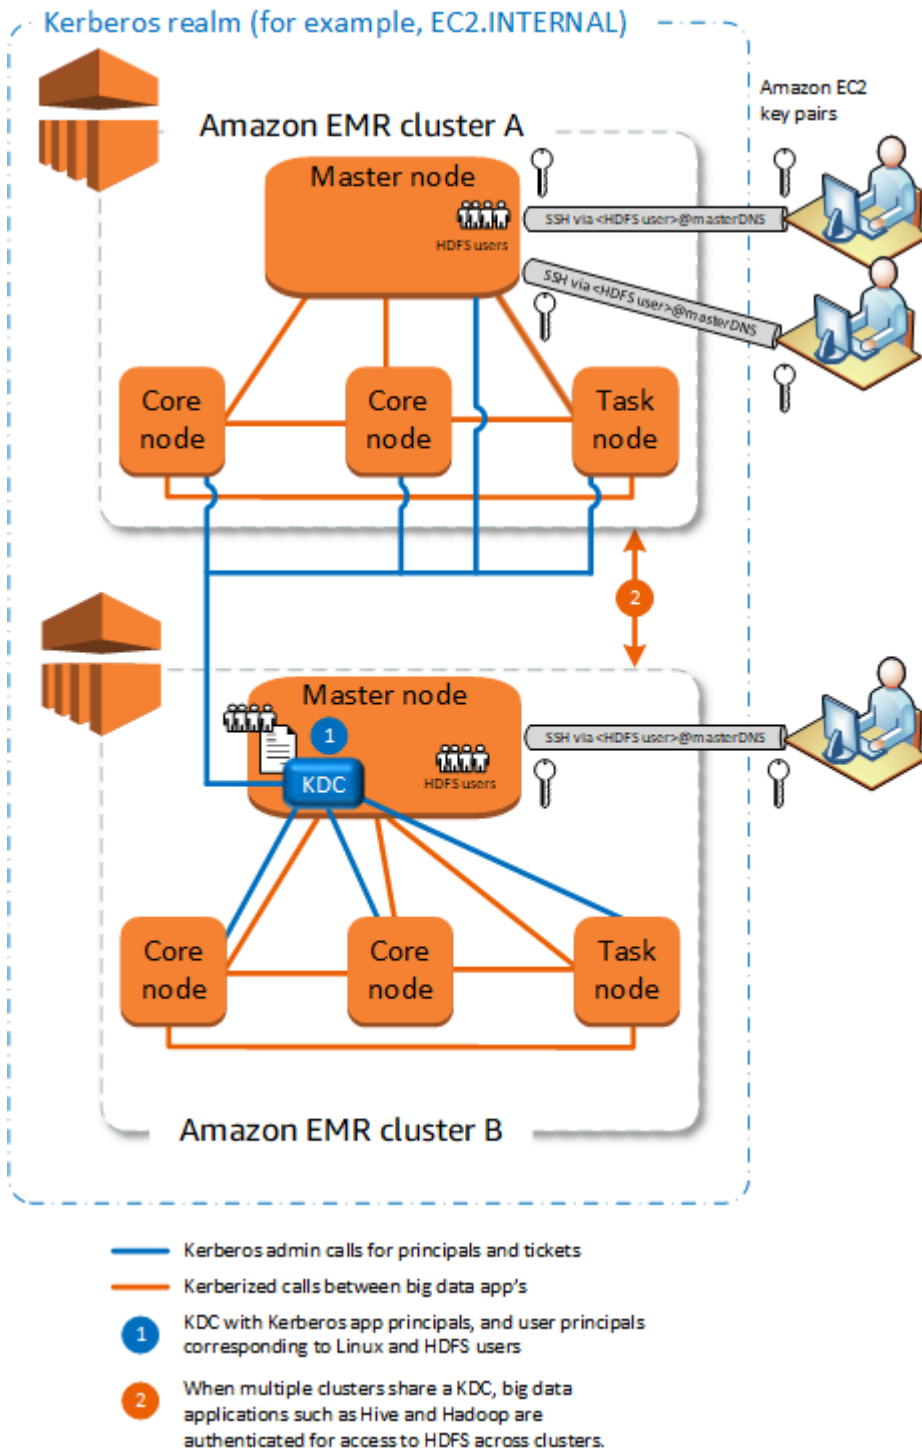 Kerberos realm (for example, EC2.INTERNAL)
Amazon EC2
key pairs
Amazon EMR cluster A
Master node
HDFS users
SSH via <HDFS user>@masterDNS
SSH via <HDFS user>@masterDNS
Core
node
Core
node
Task
node
2
Master node
1
KDC
HDFS users
SSH via <HDFS user>@masterDNS
Core
node
Core
node
Task
node
Amazon EMR cluster B
Kerberos admin calls for principals and tickets
Kerberized calls between big data app's
1
KDC with Kerberos app principals, and user principals
corresponding to Linux and HDFS users
2
When multiple clusters share a KDC, big data
applications such as Hive and Hadoop are
authenticated for access to HDFS across clusters.